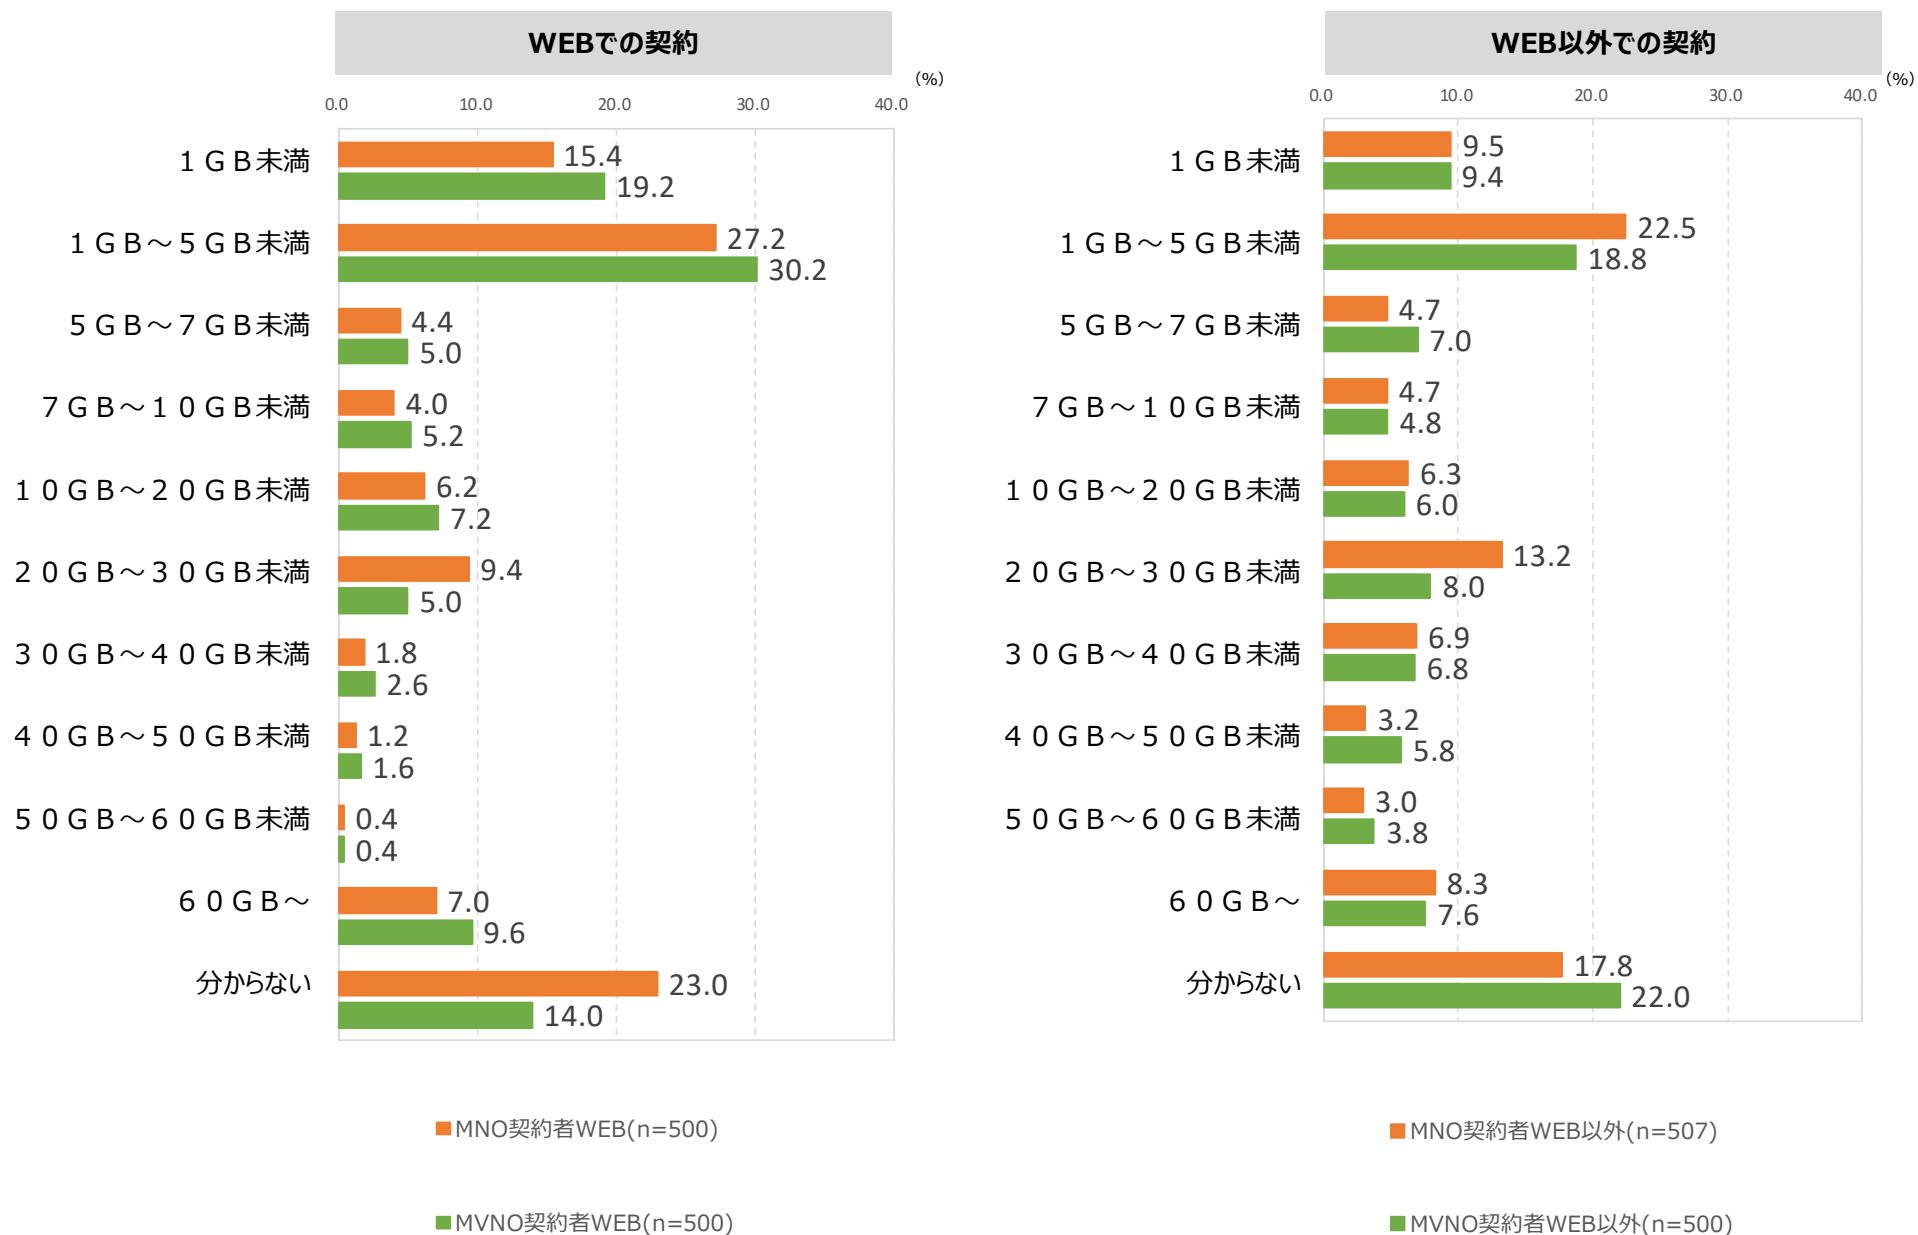 WEBでの契約
(%)
0.0 10.0 20.0 30.0 40.0
１ＧＢ未満 15.4
19.2
１ＧＢ～５ＧＢ未満 27.2
30.2
５ＧＢ～７ＧＢ未満 4.4
5.0
７ＧＢ～１０ＧＢ未満 4.0
5.2
１０ＧＢ～２０ＧＢ未満 6.2
7.2
２０ＧＢ～３０ＧＢ未満 9.4
5.0
３０ＧＢ～４０ＧＢ未満 1.8
2.6
４０ＧＢ～５０ＧＢ未満 1.2
1.6
５０ＧＢ～６０ＧＢ未満 0.4
0.4
６０ＧＢ～ 7.0
9.6
分からない 23.0
14.0
MNO契約者WEB(n=500)
MVNO契約者WEB(n=500)
WEB以外での契約
(%)
0.0 10.0 20.0 30.0 40.0
１ＧＢ未満 9.5
9.4
１ＧＢ～５ＧＢ未満 22.5
18.8
５ＧＢ～７ＧＢ未満 4.7
7.0
７ＧＢ～１０ＧＢ未満 4.7
4.8
１０ＧＢ～２０ＧＢ未満 6.3
6.0
２０ＧＢ～３０ＧＢ未満 13.2
8.0
３０ＧＢ～４０ＧＢ未満 6.9
6.8
４０ＧＢ～５０ＧＢ未満 3.2
5.8
５０ＧＢ～６０ＧＢ未満 3.0
3.8
６０ＧＢ～ 8.3
7.6
分からない 17.8
22.0
MNO契約者WEB以外(n=507)
MVNO契約者WEB以外(n=500)